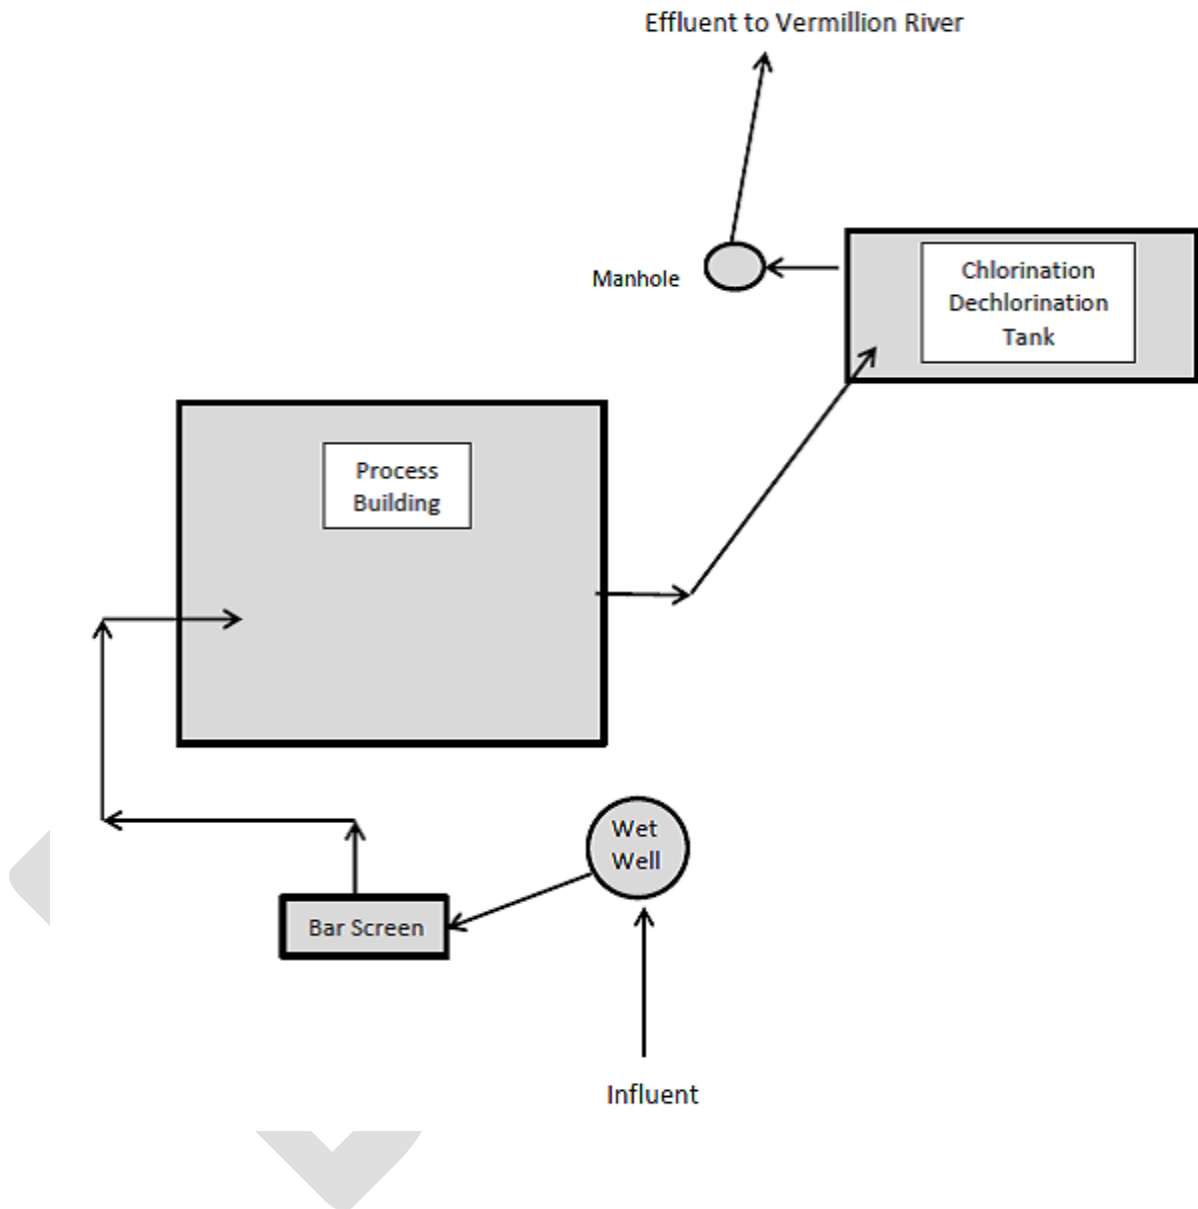 Effluent to Vermillion River
Manhole
Chlorination
Dechlorination
Tank
Process
Building
Wet
Well
Bar Screen
Influent